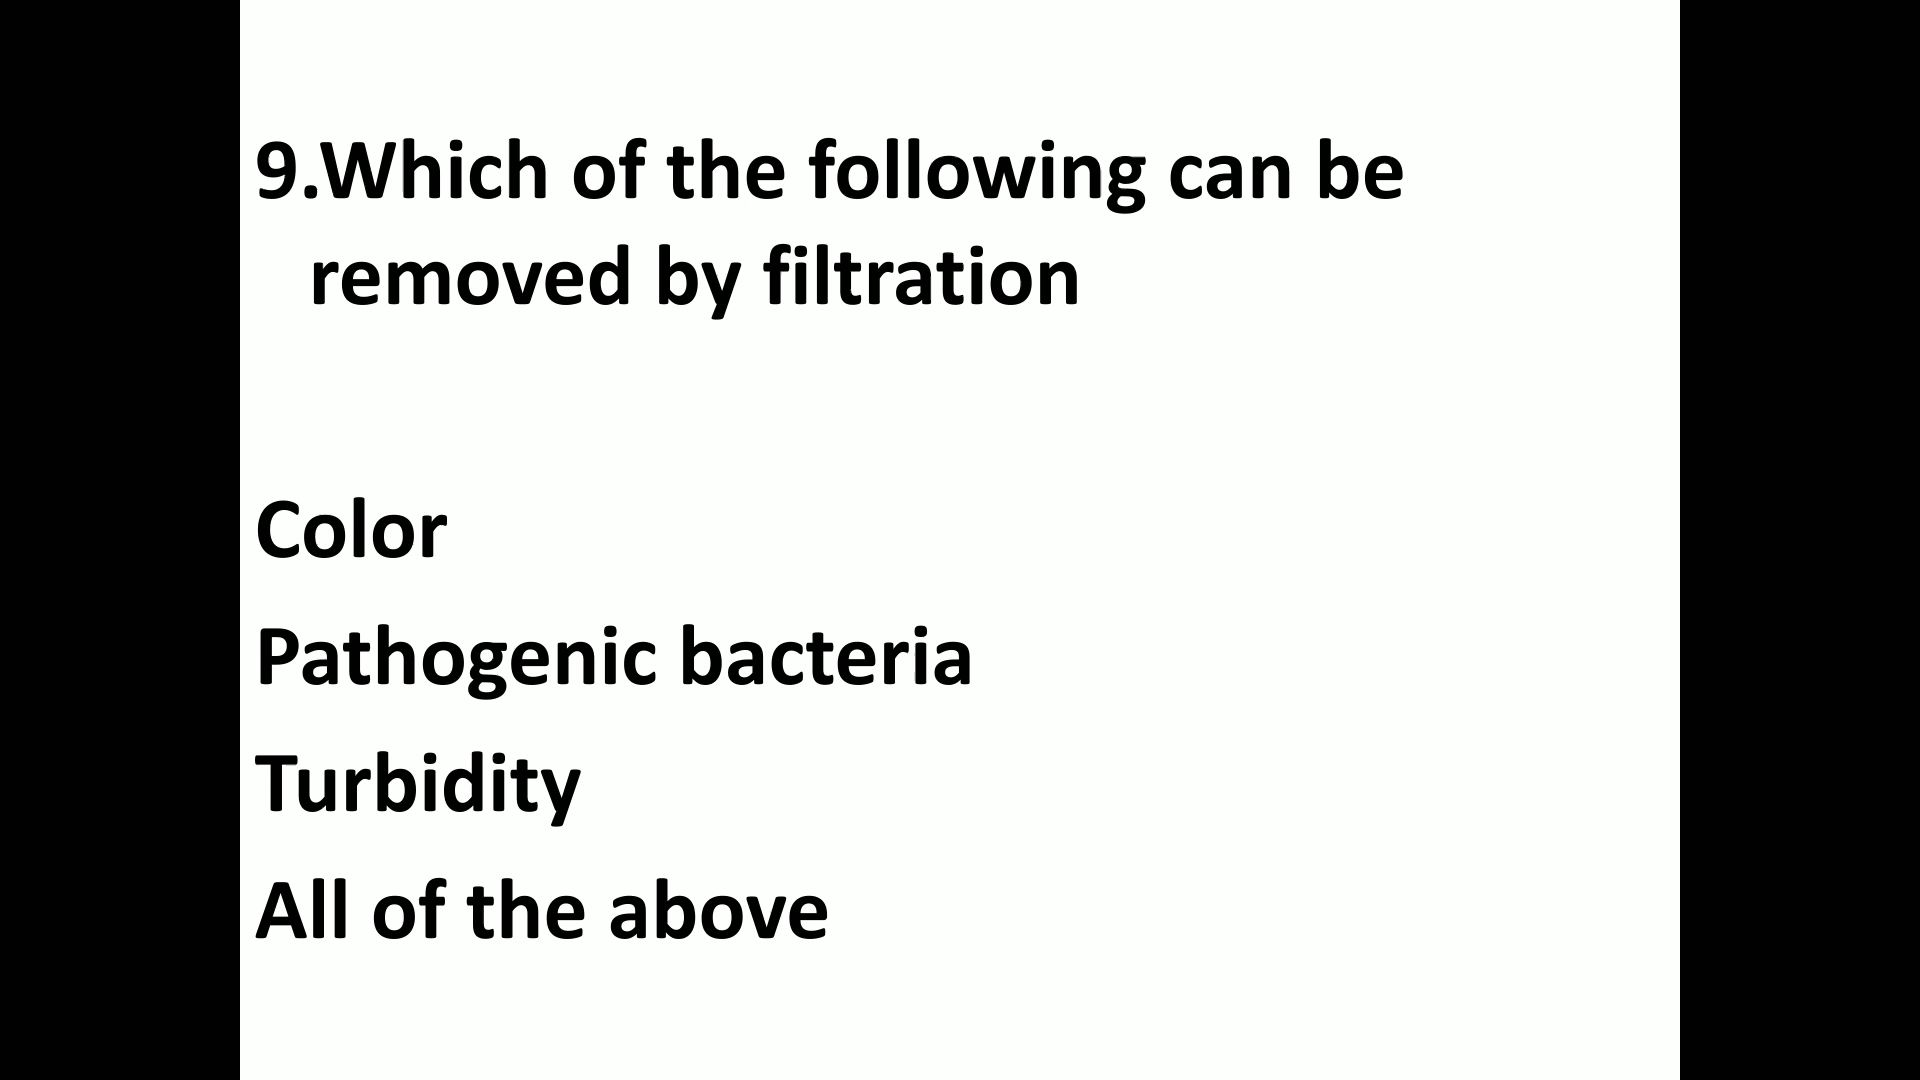 9.Which of the following can be
removed by filtration
Color
Pathogenic bacteria
Turbidity
All of the above